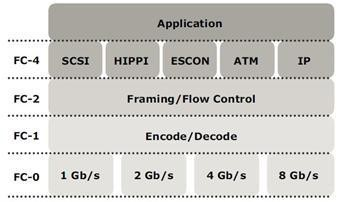 Application
FC-4 SCSI HIPPI ESCON ATM IP
FC-2 Framing/Flow Control
FC-1 Encode/Decode
FC-0 1 Gb/s 2 Gb/s 4 Gb/s 8 Gb/s